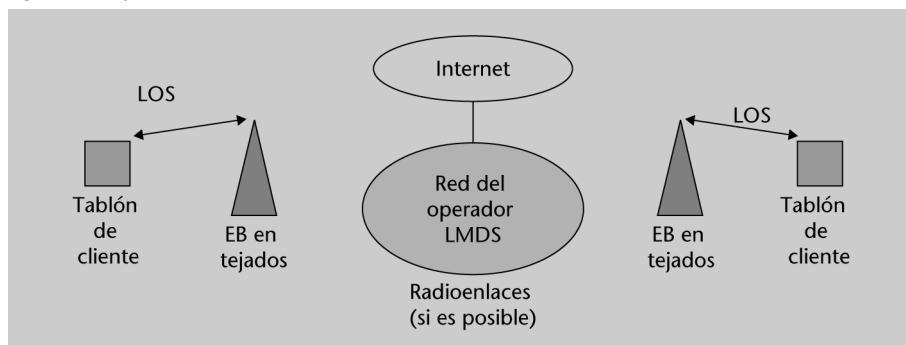 Internet
LOS
LOS
Tablón
de
cliente
EB en
tejados
Red del
operador
LMDS
Radioenlaces
(si es posible)
EB en
tejados
Tablón
de
cliente